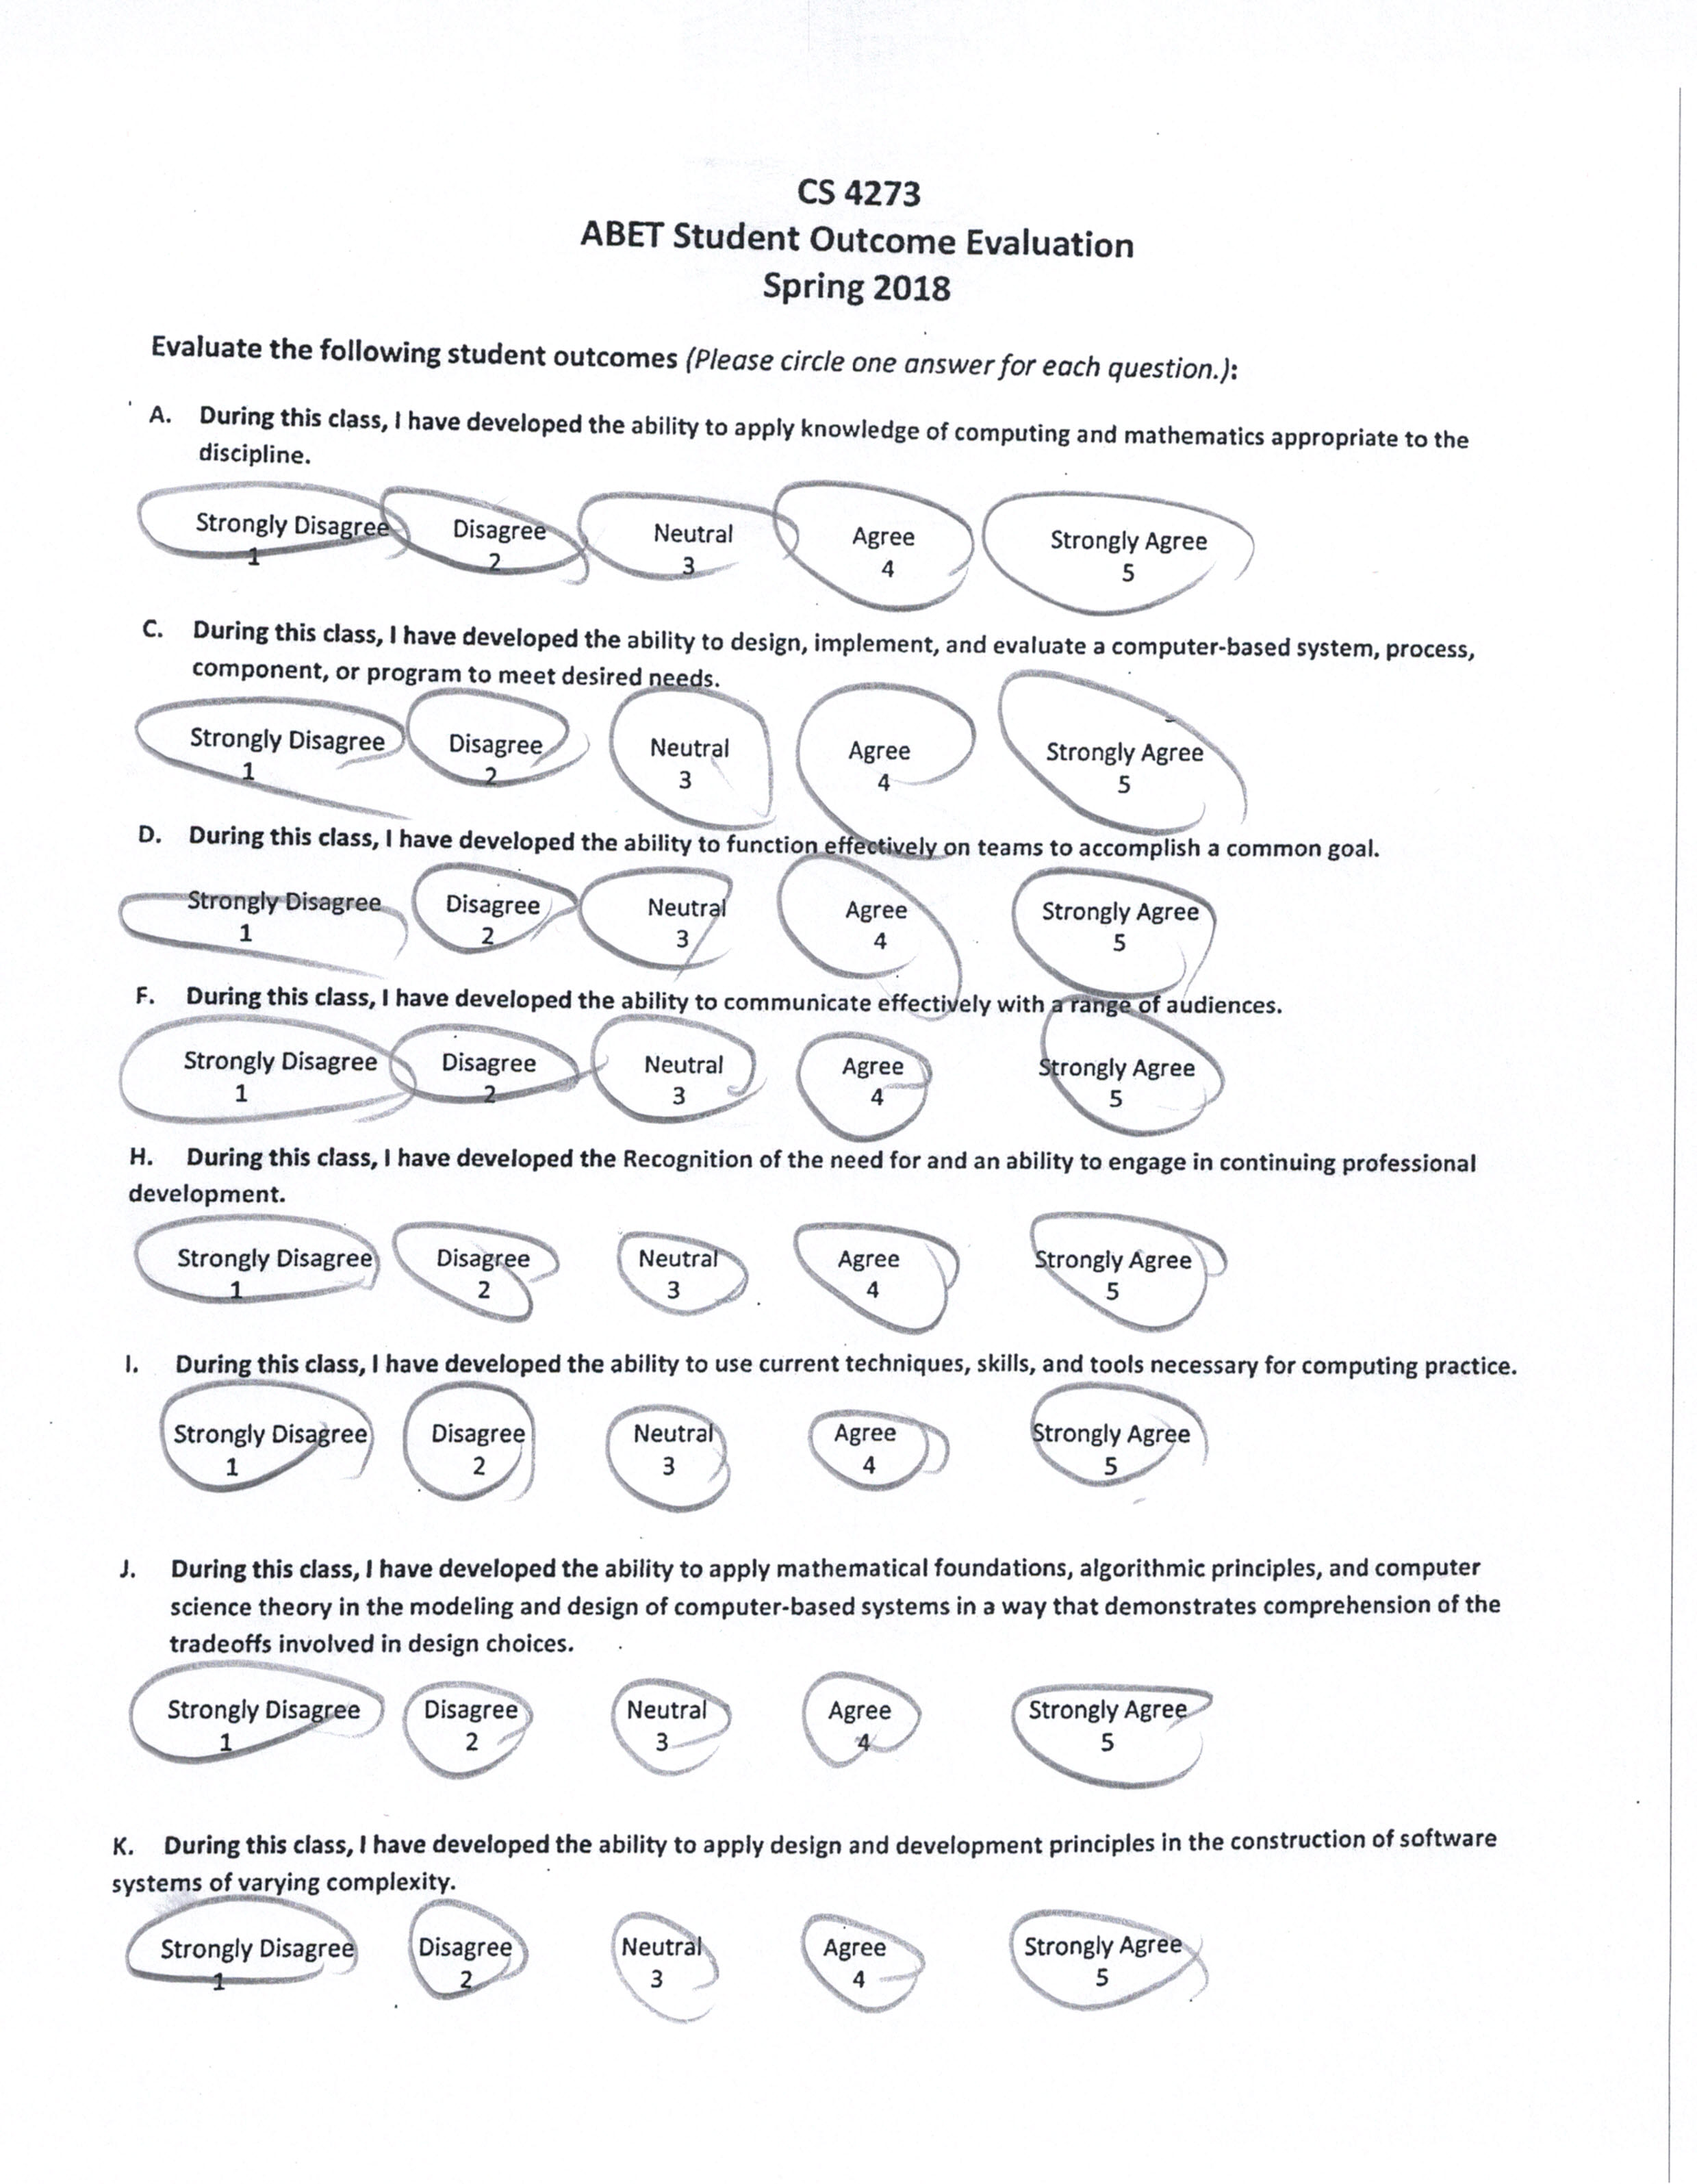 CS 4273
ABET Student Outcome Evaluation
Spring 2018
Evaluate the following student outcomes (Please circle one answer for each question.):
A. During this class, I have developed the ability to apply knowledge of computing and mathematics appropriate to the
discipline.
Strongly Disagree Disagree Neutral Agree Strongly Agree
1 2 3 4 5
C. During this class, I have developed the ability to design, implement, and evaluate a computer-based system, process,
component, or program to meet desired needs.
Strongly Disagree Disagree Neutral Agree Strongly Agree
1 2 3 4 5
D. During this class, I have developed the ability to function effectively on teams to accomplish a common goal.
Strongly Disagree Disagree Neutral Agree Strongly Agree
1 2 3 4 5
F. During this class, I have developed the ability to communicate effectively with a range of audiences.
Strongly Disagree Disagree Neutral Agree Strongly Agree
1 2 3 4 5
H. During this class, I have developed the Recognition of the need for and an ability to engage in continuing professional
development.
Strongly Disagree Disagree Neutral Agree Strongly Agree
1 2 3 4 5
I. During this class, I have developed the ability to use current techniques, skills, and tools necessary for computing practice.
Strongly Disagree Disagree Neutral Agree Strongly Agree
1 2 3 4 5
J. During this class, I have developed the ability to apply mathematical foundations, algorithmic principles, and computer
science theory in the modeling and design of computer-based systems in a way that demonstrates comprehension of the
tradeoffs involved in design choices.
Strongly Disagree Disagree Neutral Agree Strongly Agree
1 2 3 4 5
K. During this class, I have developed the ability to apply design and development principles in the construction of software
systems of varying complexity.
Strongly Disagree Disagree Neutral Agree Strongly Agree
1 2 3 4 5